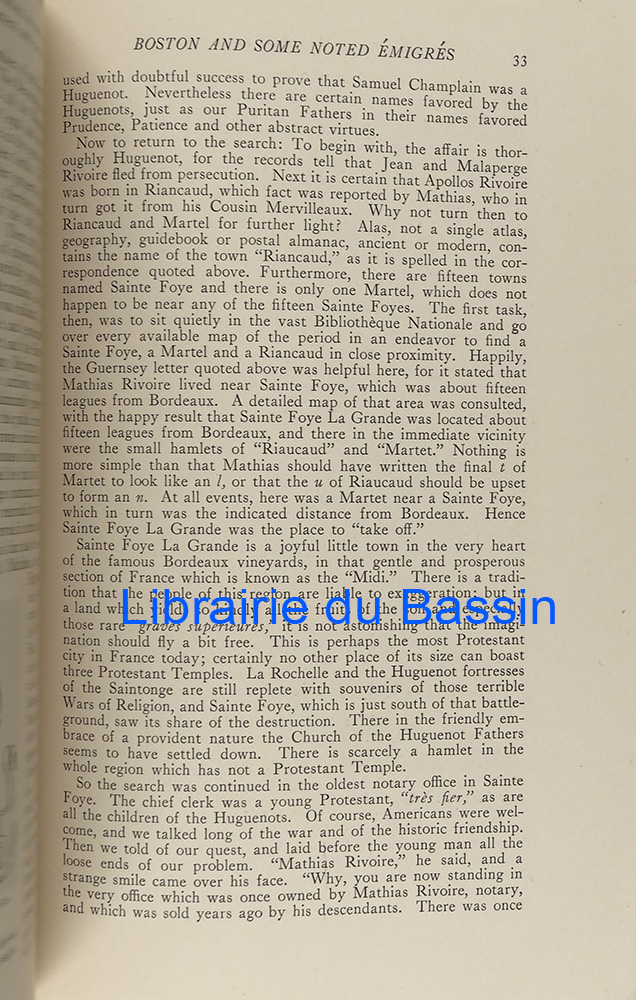 BOSTON AND SOME NOTED ÉMIGRÉS
33
used with doubtful success to prove that Samuel Champlain was a
Huguenot. Nevertheless there are certain names favored by the
Huguenots, just as our Puritan Fathers in their names favored
Prudence, Patience and other abstract virtues.
Now to return to the search: To begin with, the affair is thor-
oughly Huguenot, for the records tell that Jean and Malaperge
Rivoire fled from persecution. Next it is certain that Apollos Rivoire
was born in Riancaud, which fact was reported by Mathias, who in
turn got it from his Cousin Mervilleaux. Why not turn then to
Riancaud and Martel for further light? Alas, not a single atlas,
geography, guidebook or postal almanac, ancient or modern, con-
tains the name of the town "Riancaud," as it is spelled in the cor-
respondence quoted above. Furthermore, there are fifteen towns
named Sainte Foye and there is only one Martel, which does not
happen to be near any of the fifteen Sainte Foyes. The first task,
then, was to sit quietly in the vast Bibliothèque Nationale and go
over every available map of the period in an endeavor to find a
Sainte Foye, a Martel and a Riancaud in close proximity. Happily,
the Guernsey letter quoted above was helpful here, for it stated that
Mathias Rivoire lived near Sainte Foye, which was about fifteen
leagues from Bordeaux. A detailed map of that area was consulted,
with the happy result that Sainte Foye La Grande was located about
fifteen leagues from Bordeaux, and there in the immediate vicinity
were the small hamlets of "Riaucaud" and "Martet." Nothing is
more simple than that Mathias should have written the final t of
Martet to look like an l, or that the u of Riaucaud should be upset
to form an n. At all events, here was a Martet near a Sainte Foye,
which in turn was the indicated distance from Bordeaux. Hence
Sainte Foye La Grande was the place to "take off."
Sainte Foye La Grande is a joyful little town in the very heart
of the famous Bordeaux vineyards, in that gentle and prosperous
section of France which is known as the "Midi." There is a tradi-
tion that the people of this region are liable to exaggeration; but in
a land which yields so all the fruits of the and especially
Librairie du Bassin
those rare "graves supérieures," it is not astonishing that the imagi-
nation should fly a bit free. This is perhaps the most Protestant
city in France today; certainly no other place of its size can boast
three Protestant Temples. La Rochelle and the Huguenot fortresses
of the Saintonge are still replete with souvenirs of those terrible
Wars of Religion, and Sainte Foye, which is just south of that battle-
ground, saw its share of the destruction. There in the friendly em-
brace of a provident nature the Church of the Huguenot Fathers
seems to have settled down. There is scarcely a hamlet in the
whole region which has not a Protestant Temple.
So the search was continued in the oldest notary office in Sainte
Foye. The chief clerk was a young Protestant, "très fier," as are
all the children of the Huguenots. Of course, Americans were wel-
come, and we talked long of the war and of the historic friendship.
Then we told of our quest, and laid before the young man all the
loose ends of our problem. "Mathias Rivoire," he said, and a
strange smile came over his face. "Why, you are now standing in
the very office which was once owned by Mathias Rivoire, notary,
and which was sold years ago by his descendants. There was once